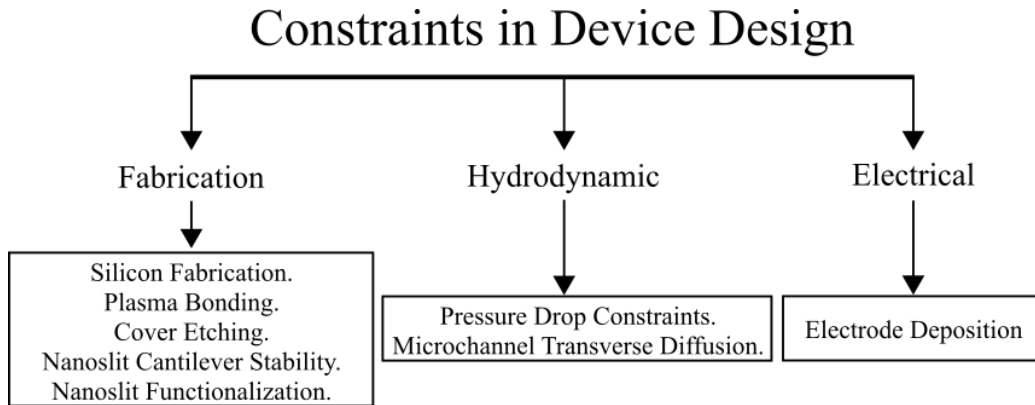 Constraints in Device Design
Fabrication
Hydrodynamic
Electrical
Silicon Fabrication.
Plasma Bonding.
Cover Etching.
Nanoslit Cantilever Stability.
Nanoslit Functionalization.
Pressure Drop Constraints.
Microchannel Transverse Diffusion.
Electrode Deposition